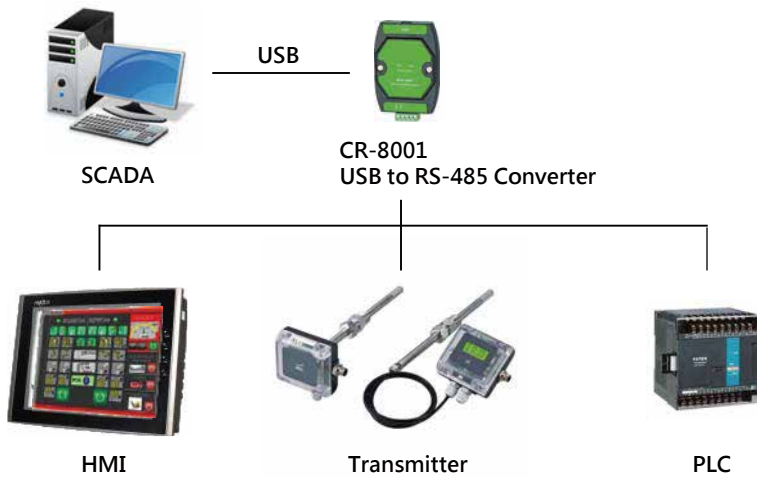 USB
SCADA
CR-8001
USB to RS-485 Converter
HMI
Transmitter
PLC